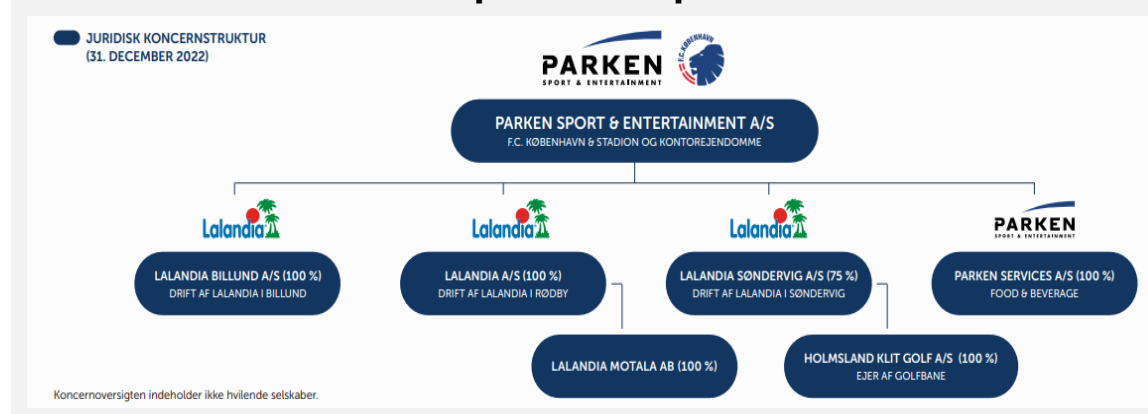 JURIDISK KONCERNSTRUKTUR
(31. DECEMBER 2022)
PARKEN
SPORT & ENTERTAINMENT
F.C. KØBENHAVN
PARKEN SPORT & ENTERTAINMENT A/S
F.C. KØBENHAVN & STADION OG KONTOREJENDOMME
Lalandia
Lalandia
Lalandia
PARKEN
SPORT & ENTERTAINMENT
LALANDIA BILLUND A/S (100 %)
DRIFT AF LALANDIA I BILLUND
LALANDIA A/S (100 %)
DRIFT AF LALANDIA I RØDBY
LALANDIA SØNDERVIG A/S (75 %)
DRIFT AF LALANDIA I SØNDERVIG
PARKEN SERVICES A/S (100 %)
FOOD & BEVERAGE
LALANDIA MOTALA AB (100 %)
HOLMSLAND KLIT GOLF A/S (100 %)
EJER AF GOLFBANE
Koncernoversigten indeholder ikke hvilende selskaber.